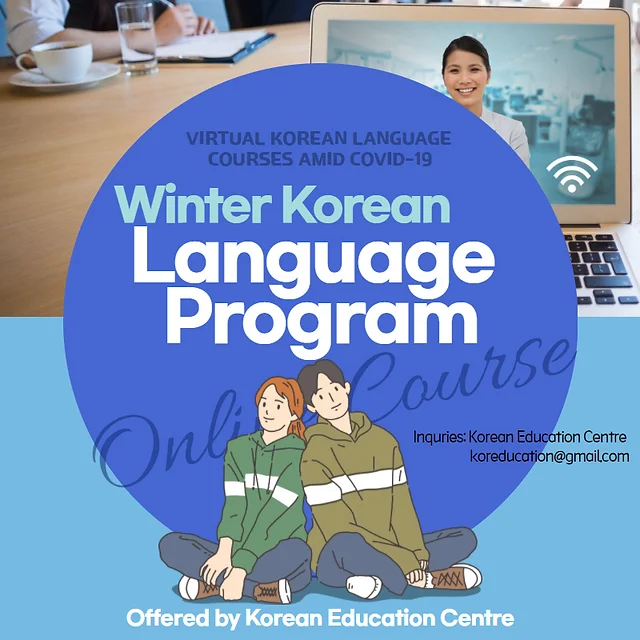 VIRTUAL KOREAN LANGUAGE
COURSES AMID COVID-19
Winter Korean
Language
Program
Online Course
Inquries: Korean Education Centre
koreducation@gmail.com
Offered by Korean Education Centre